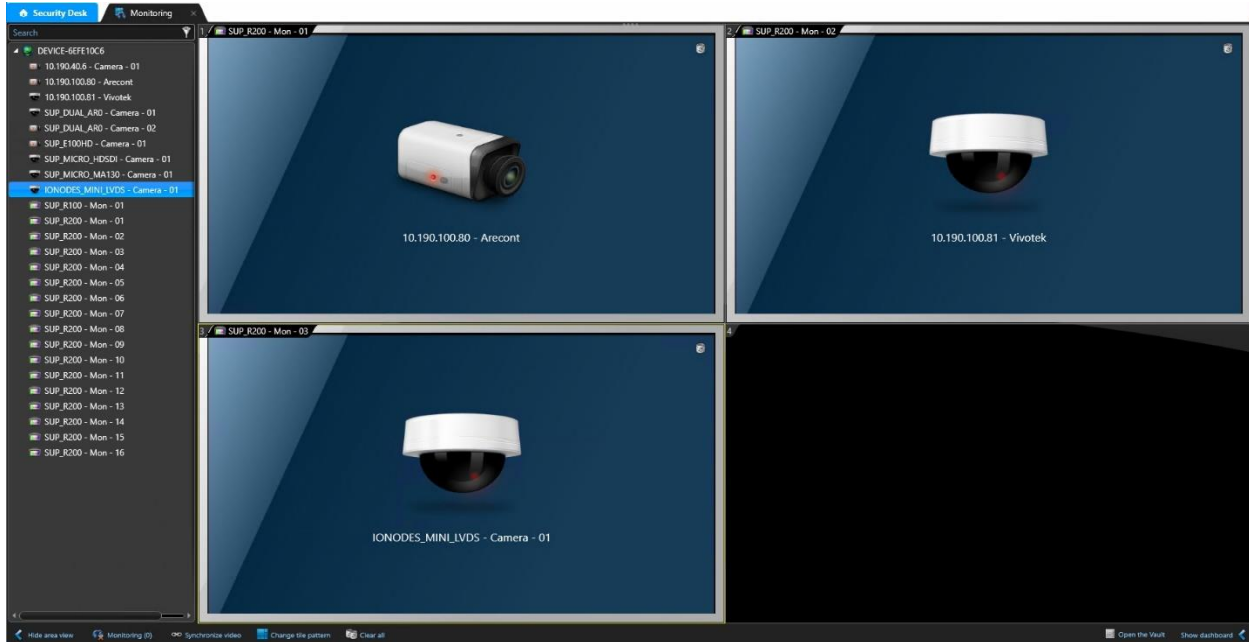 Security Desk
Monitoring
Search
DEVICE-6EFE10C6
10.190.40.6 - Camera - 01
10.190.100.80 - Arecont
10.190.100.81 - Vivotek
SUP_DUAL_AR0 - Camera - 01
SUP_DUAL_AR0 - Camera - 02
SUP_E100HD - Camera - 01
SUP_MICRO_HDSDI - Camera - 01
SUP_MICRO_MA130 - Camera - 01
IONODES_MINI_LVDS - Camera - 01
SUP_R100 - Mon - 01
SUP_R200 - Mon - 01
SUP_R200 - Mon - 02
SUP_R200 - Mon - 03
SUP_R200 - Mon - 04
SUP_R200 - Mon - 05
SUP_R200 - Mon - 06
SUP_R200 - Mon - 07
SUP_R200 - Mon - 08
SUP_R200 - Mon - 09
SUP_R200 - Mon - 10
SUP_R200 - Mon - 11
SUP_R200 - Mon - 12
SUP_R200 - Mon - 13
SUP_R200 - Mon - 14
SUP_R200 - Mon - 15
SUP_R200 - Mon - 16
1 SUP_R200 - Mon - 01
10.190.100.80 - Arecont
2 SUP_R200 - Mon - 02
10.190.100.81 - Vivotek
3 SUP_R200 - Mon - 03
IONODES_MINI_LVDS - Camera - 01
4
Hide area view Monitoring (0) Synchronize video Change tile pattern Clear all Open the Vault Show dashboard